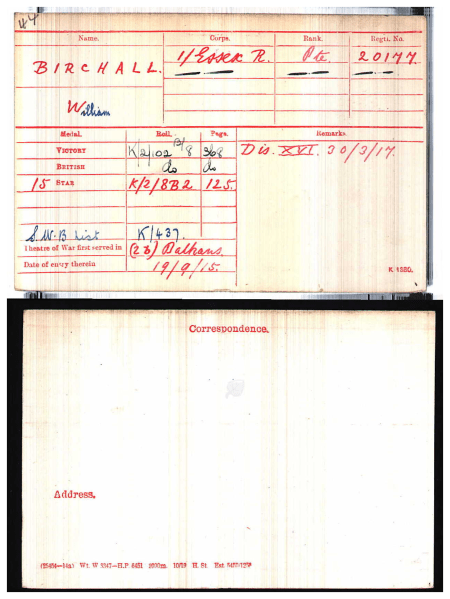 44
Name. Corps. Rank. Regtl. No.
BIRCHALL. 1/Essex R. Pte 20177.
William
Medal. Roll. Page. Remarks.
VICTORY K/2/102 B/8 368 Dis. XVI. 30/3/17.
BRITISH do do
15 STAR K/2/8B2 125.
S.W.B List K/437.
Theatre of War first served in (2b) Balkans.
Date of entry therein 19/9/15.
K. 1380.
Correspondence.
Address.
W 3347—H.P.